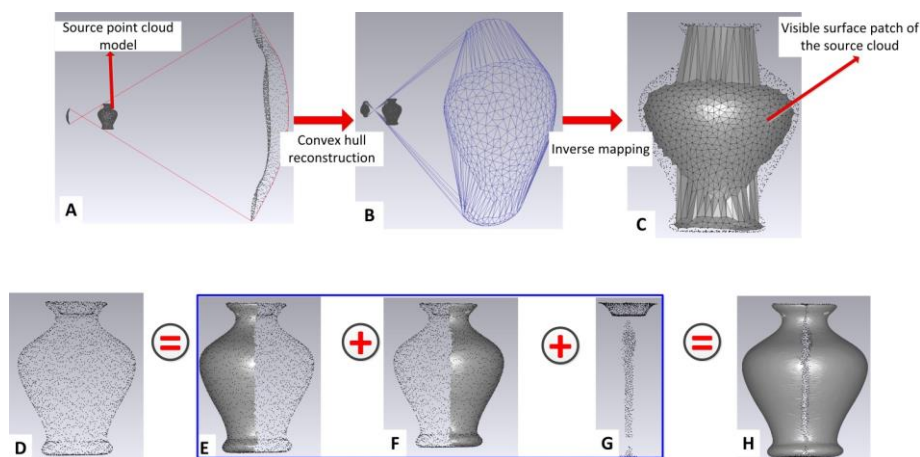 Source point cloud
model
Visible surface patch of
the source cloud
Convex hull
reconstruction
Inverse mapping
A
B
C
D
E
F
G
H